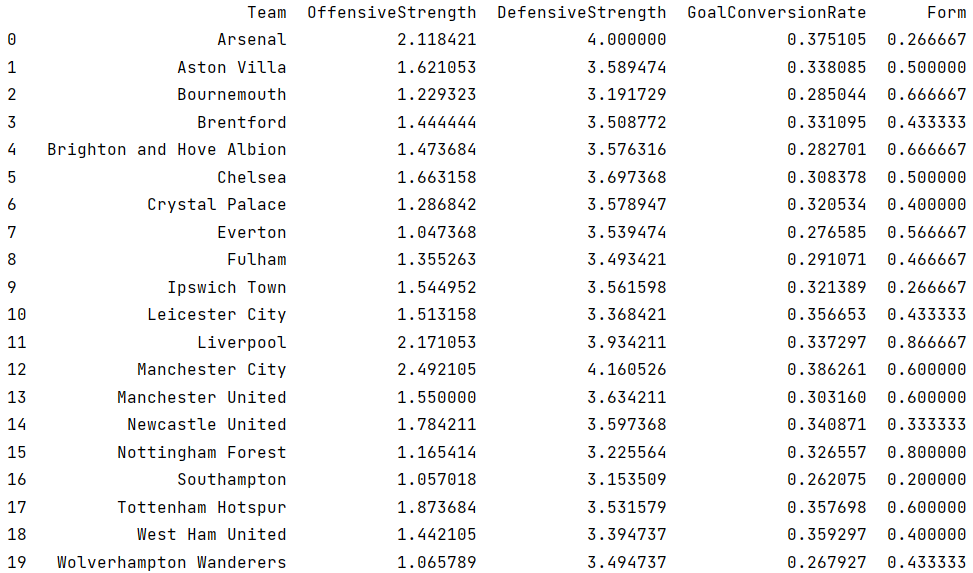 Team OffensiveStrength DefensiveStrength GoalConversionRate Form
0 Arsenal 2.118421 4.000000 0.375105 0.266667
1 Aston Villa 1.621053 3.589474 0.338085 0.500000
2 Bournemouth 1.229323 3.191729 0.285044 0.666667
3 Brentford 1.444444 3.508772 0.331095 0.433333
4 Brighton and Hove Albion 1.473684 3.576316 0.282701 0.666667
5 Chelsea 1.663158 3.697368 0.308378 0.500000
6 Crystal Palace 1.286842 3.578947 0.320534 0.400000
7 Everton 1.047368 3.539474 0.276585 0.566667
8 Fulham 1.355263 3.493421 0.291071 0.466667
9 Ipswich Town 1.544952 3.561598 0.321389 0.266667
10 Leicester City 1.513158 3.368421 0.356653 0.433333
11 Liverpool 2.171053 3.934211 0.337297 0.866667
12 Manchester City 2.492105 4.160526 0.386261 0.600000
13 Manchester United 1.550000 3.634211 0.303160 0.600000
14 Newcastle United 1.784211 3.597368 0.340871 0.333333
15 Nottingham Forest 1.165414 3.225564 0.326557 0.800000
16 Southampton 1.057018 3.153509 0.262075 0.200000
17 Tottenham Hotspur 1.873684 3.531579 0.357698 0.600000
18 West Ham United 1.442105 3.394737 0.359297 0.400000
19 Wolverhampton Wanderers 1.065789 3.494737 0.267927 0.433333